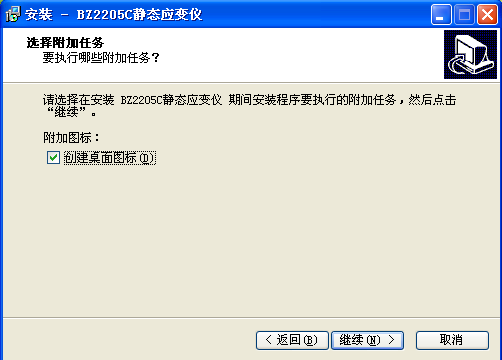 安装 - BZ2205C静态应变仪
选择附加任务
要执行哪些附加任务？
请选择在安装 BZ2205C静态应变仪 期间安装程序要执行的附加任务，然后点击
“继续”。
附加图标：
创建桌面图标(D)
< 返回(B) 继续(N) > 取消